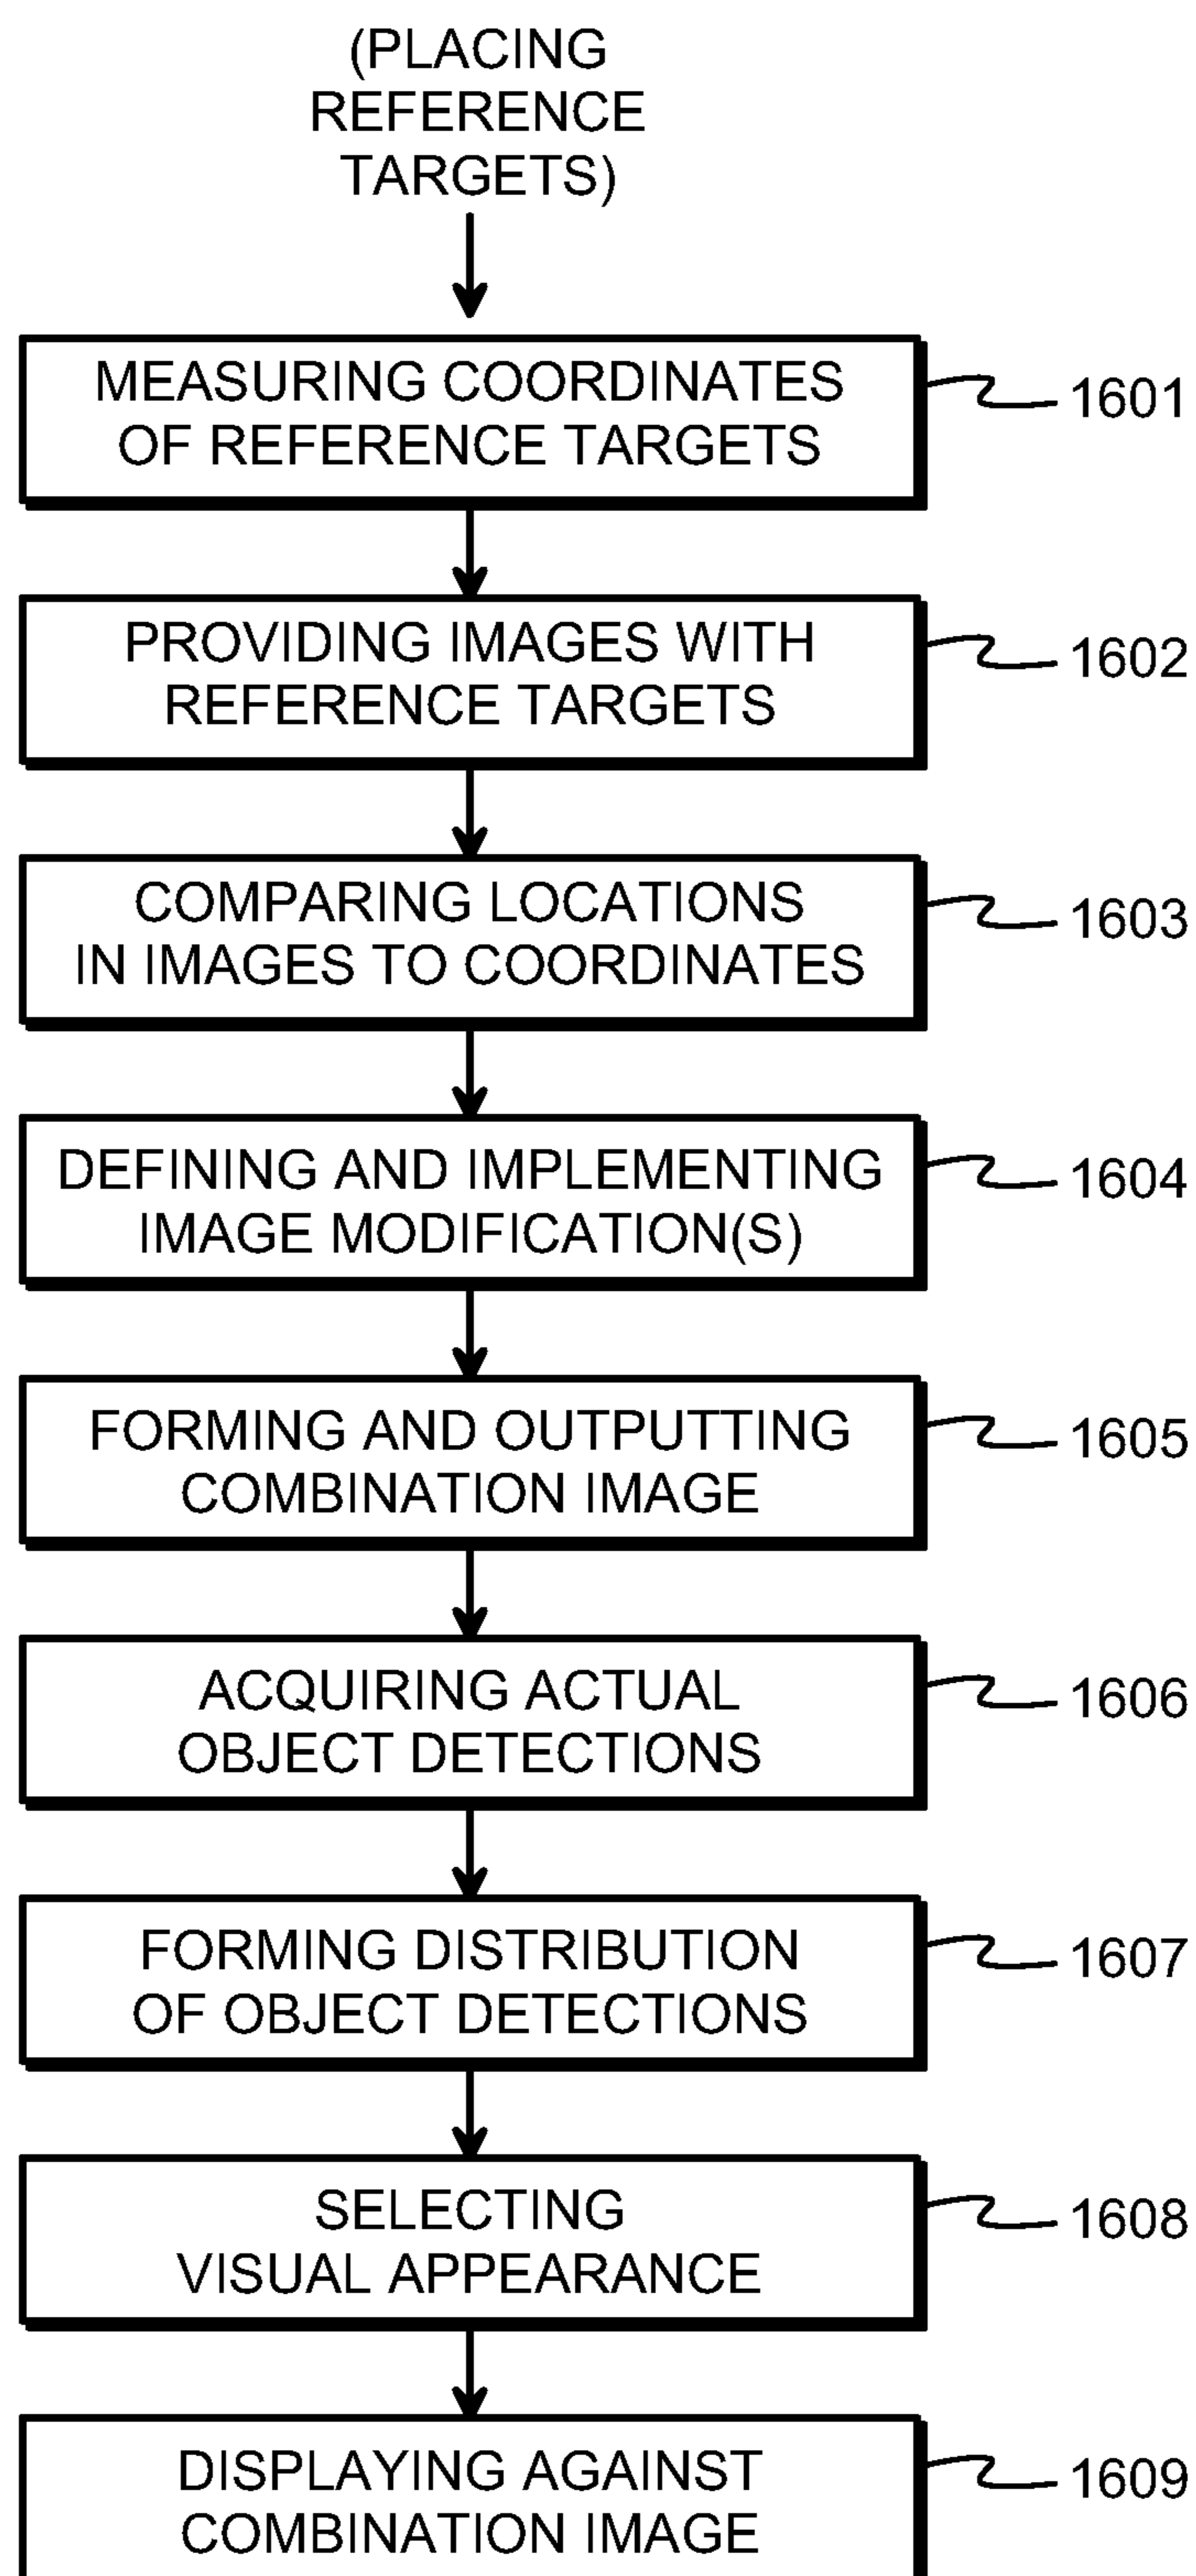 (PLACING
REFERENCE
TARGETS)
MEASURING COORDINATES
OF REFERENCE TARGETS
1601
PROVIDING IMAGES WITH
REFERENCE TARGETS
1602
COMPARING LOCATIONS
IN IMAGES TO COORDINATES
1603
DEFINING AND IMPLEMENTING
IMAGE MODIFICATION(S)
1604
FORMING AND OUTPUTTING
COMBINATION IMAGE
1605
ACQUIRING ACTUAL
OBJECT DETECTIONS
1606
FORMING DISTRIBUTION
OF OBJECT DETECTIONS
1607
SELECTING
VISUAL APPEARANCE
1608
DISPLAYING AGAINST
COMBINATION IMAGE
1609